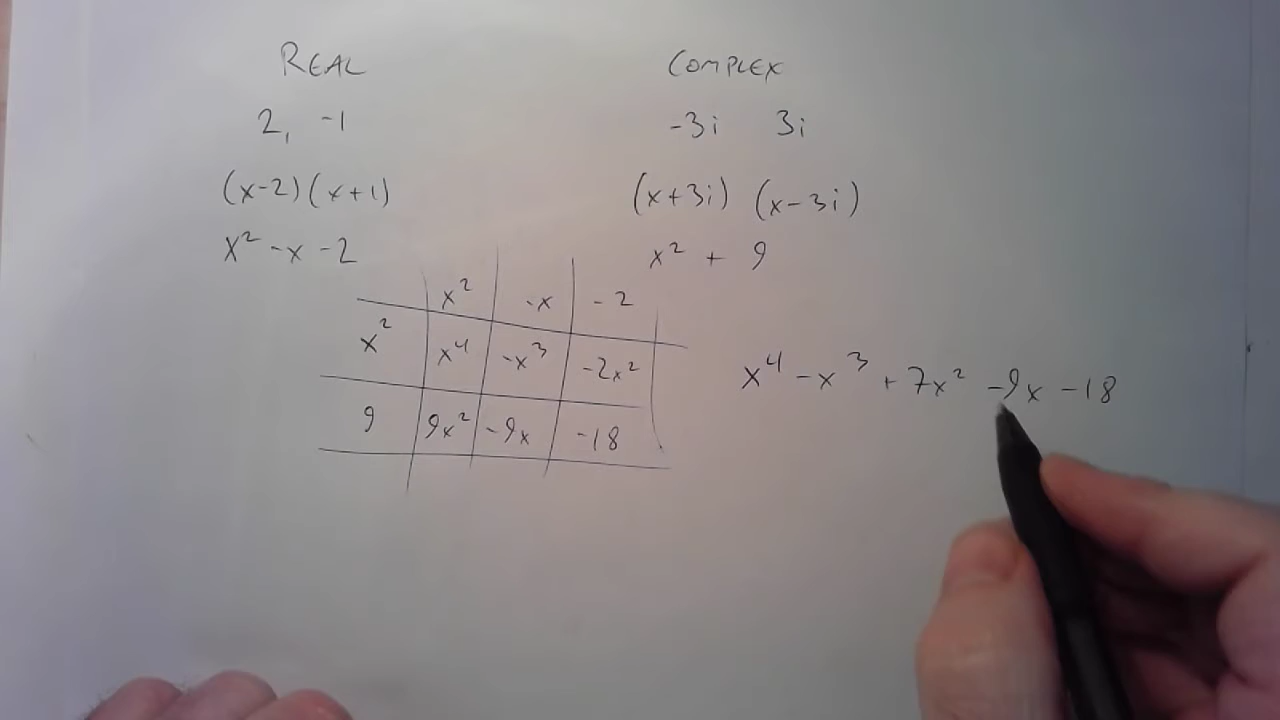 REAL
COMPLEX
2, -1
-3i 3i
(x-2)(x+1)
(x+3i) (x-3i)
x² -x -2
x² + 9
x² -x -2
x² x⁴ -x³ -2x²
9 9x² -9x -18
x⁴ -x³ +7x² -9x -18